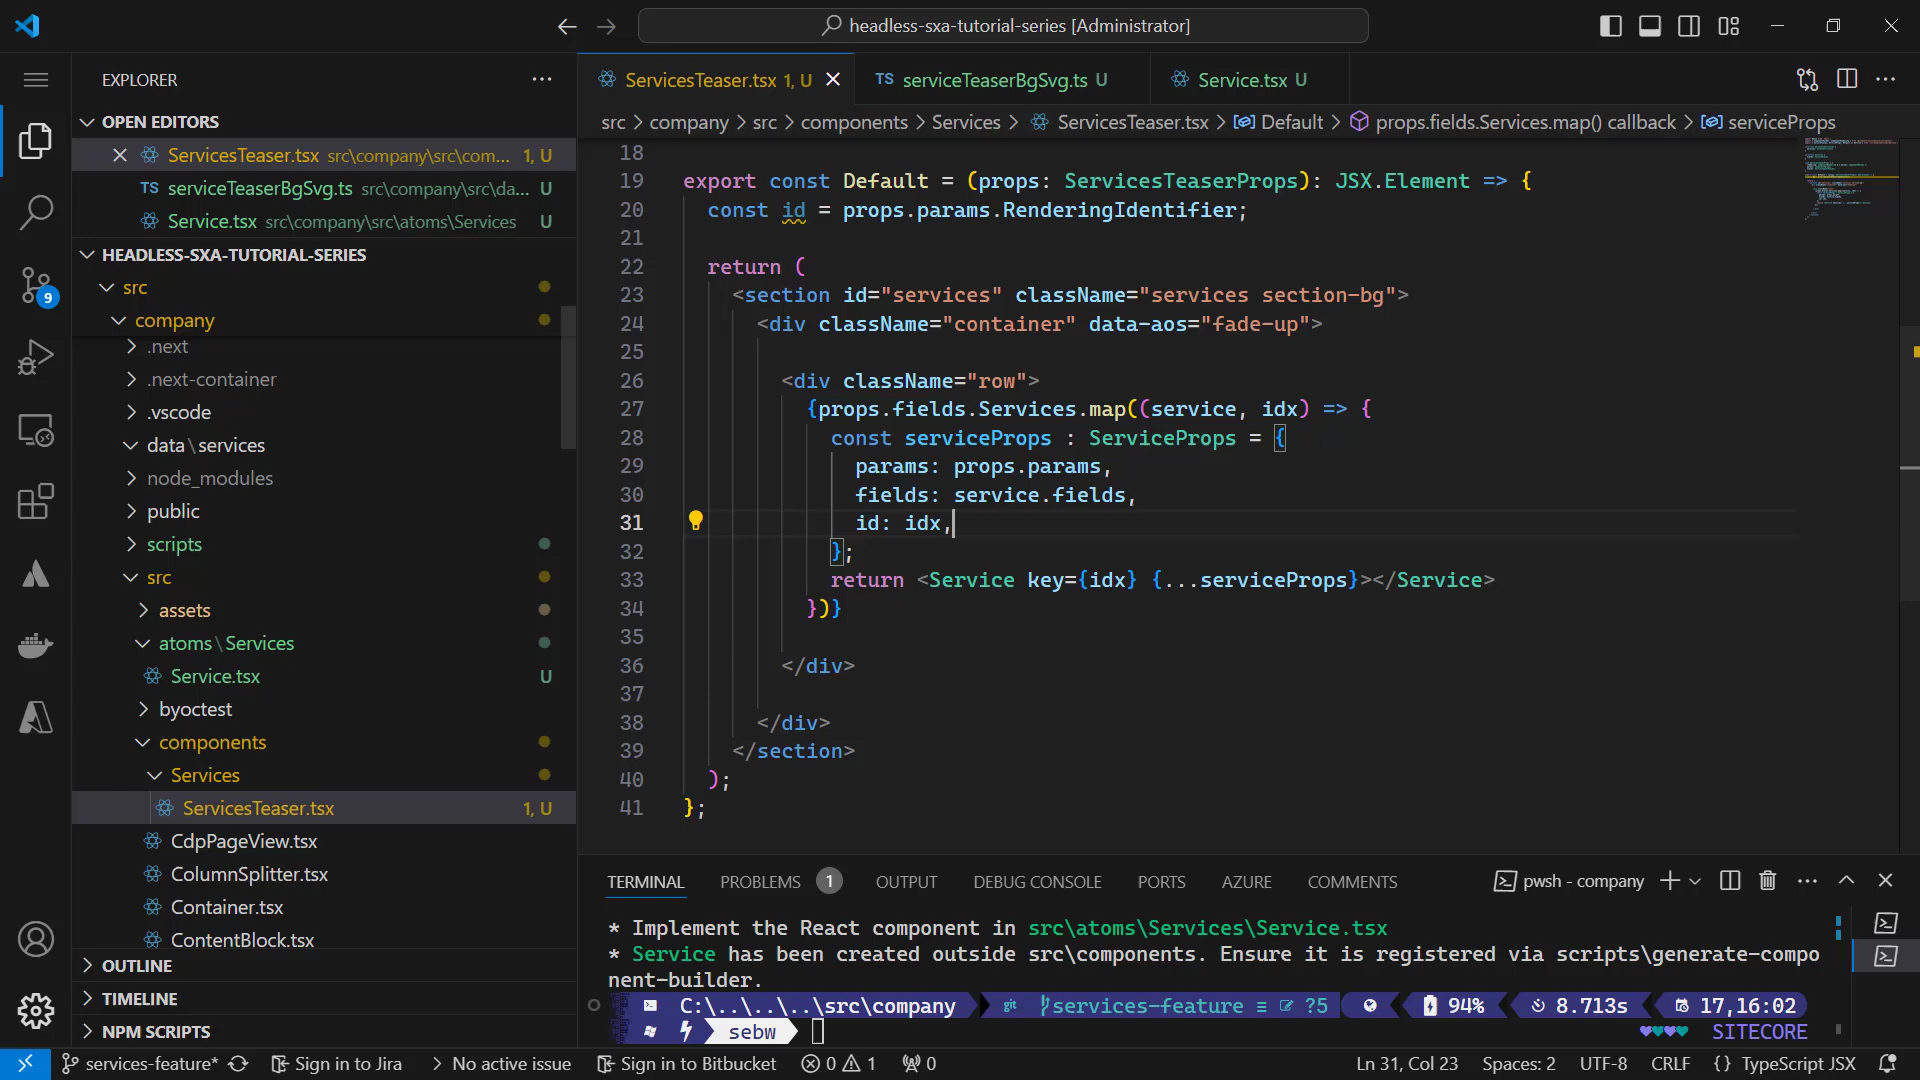 headless-sxa-tutorial-series [Administrator]
EXPLORER
OPEN EDITORS
ServicesTeaser.tsx src\company\src\com... 1, U
TS serviceTeaserBgSvg.ts src\company\src\da... U
Service.tsx src\company\src\atoms\Services U
HEADLESS-SXA-TUTORIAL-SERIES
src
company
.next
.next-container
.vscode
data\services
node_modules
public
scripts
src
assets
atoms\Services
Service.tsx U
byoctest
components
Services
ServicesTeaser.tsx 1, U
CdpPageView.tsx
ColumnSplitter.tsx
Container.tsx
ContentBlock.tsx
OUTLINE
TIMELINE
NPM SCRIPTS
9
ServicesTeaser.tsx 1, U
TS serviceTeaserBgSvg.ts U
Service.tsx U
src > company > src > components > Services > ServicesTeaser.tsx > Default > props.fields.Services.map() callback > serviceProps
18
19 export const Default = (props: ServicesTeaserProps): JSX.Element => {
20 const id = props.params.RenderingIdentifier;
21
22 return (
23 <section id="services" className="services section-bg">
24 <div className="container" data-aos="fade-up">
25
26 <div className="row">
27 {props.fields.Services.map((service, idx) => {
28 const serviceProps : ServiceProps = {
29 params: props.params,
30 fields: service.fields,
31 id: idx,
32 };
33 return <Service key={idx} {...serviceProps}></Service>
34 })}
35
36 </div>
37
38 </div>
39 </section>
40 );
41 };
TERMINAL PROBLEMS 1 OUTPUT DEBUG CONSOLE PORTS AZURE COMMENTS pwsh - company
* Implement the React component in src\atoms\Services\Service.tsx
* Service has been created outside src\components. Ensure it is registered via scripts\generate-compo
nent-builder.
C:\..\..\..\src\company git services-feature ≡ ?5 94% 8.713s 17,16:02
sebw SITECORE
services-feature* Sign in to Jira > No active issue Sign in to Bitbucket 0 1 0 Ln 31, Col 23 Spaces: 2 UTF-8 CRLF {} TypeScript JSX